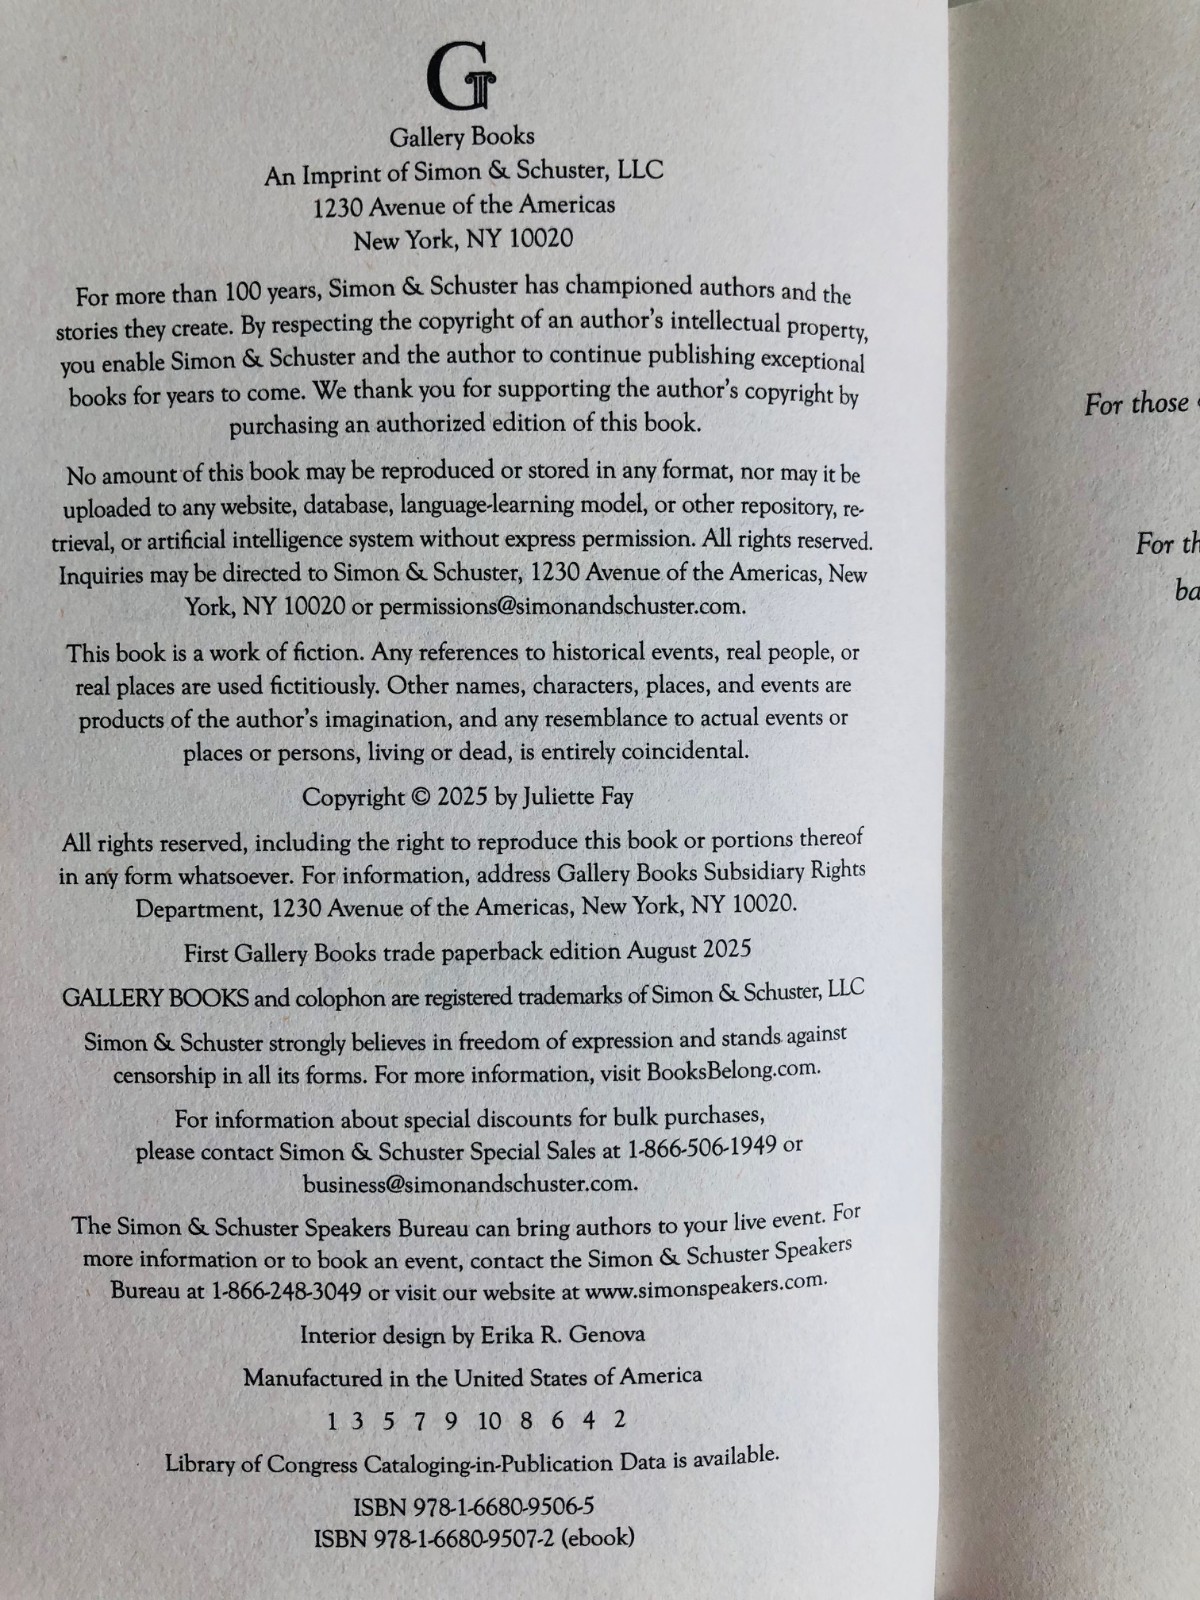 G
Gallery Books
An Imprint of Simon & Schuster, LLC
1230 Avenue of the Americas
New York, NY 10020
For more than 100 years, Simon & Schuster has championed authors and the
stories they create. By respecting the copyright of an author's intellectual property,
you enable Simon & Schuster and the author to continue publishing exceptional
books for years to come. We thank you for supporting the author's copyright by
purchasing an authorized edition of this book.
No amount of this book may be reproduced or stored in any format, nor may it be
uploaded to any website, database, language-learning model, or other repository, re-
trieval, or artificial intelligence system without express permission. All rights reserved.
Inquiries may be directed to Simon & Schuster, 1230 Avenue of the Americas, New
York, NY 10020 or permissions@simonandschuster.com.
This book is a work of fiction. Any references to historical events, real people, or
real places are used fictitiously. Other names, characters, places, and events are
products of the author's imagination, and any resemblance to actual events or
places or persons, living or dead, is entirely coincidental.
Copyright © 2025 by Juliette Fay
All rights reserved, including the right to reproduce this book or portions thereof
in any form whatsoever. For information, address Gallery Books Subsidiary Rights
Department, 1230 Avenue of the Americas, New York, NY 10020.
First Gallery Books trade paperback edition August 2025
GALLERY BOOKS and colophon are registered trademarks of Simon & Schuster, LLC
Simon & Schuster strongly believes in freedom of expression and stands against
censorship in all its forms. For more information, visit BooksBelong.com.
For information about special discounts for bulk purchases,
please contact Simon & Schuster Special Sales at 1-866-506-1949 or
business@simonandschuster.com.
The Simon & Schuster Speakers Bureau can bring authors to your live event. For
more information or to book an event, contact the Simon & Schuster Speakers
Bureau at 1-866-248-3049 or visit our website at www.simonspeakers.com.
Interior design by Erika R. Genova
Manufactured in the United States of America
1 3 5 7 9 10 8 6 4 2
Library of Congress Cataloging-in-Publication Data is available.
ISBN 978-1-6680-9506-5
ISBN 978-1-6680-9507-2 (ebook)
For those
For